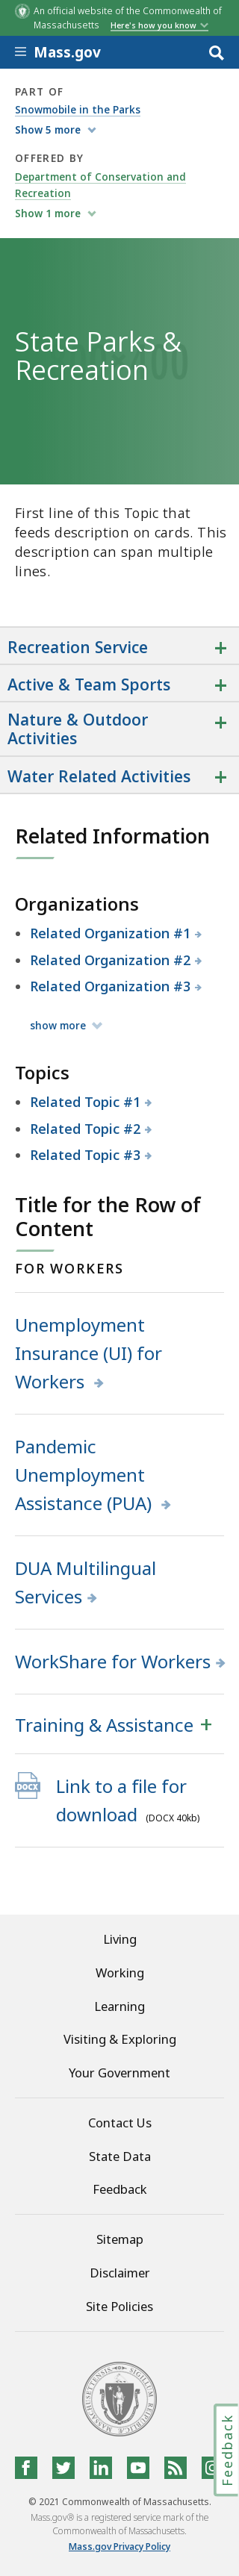 An official website of the Commonwealth of
Massachusetts Here's how you know
Mass.gov
PART OF
Snowmobile in the Parks
Show 5 more
OFFERED BY
Department of Conservation and
Recreation
Show 1 more
State Parks &
Recreation
First line of this Topic that
feeds description on cards. This
description can span multiple
lines.
Recreation Service
Active & Team Sports
Nature & Outdoor
Activities
Water Related Activities
Related Information
Organizations
Related Organization #1
Related Organization #2
Related Organization #3
show more
Topics
Related Topic #1
Related Topic #2
Related Topic #3
Title for the Row of
Content
FOR WORKERS
Unemployment
Insurance (UI) for
Workers
Pandemic
Unemployment
Assistance (PUA)
DUA Multilingual
Services
WorkShare for Workers
Training & Assistance
DOCX
Link to a file for
download (DOCX 40kb)
Living
Working
Learning
Visiting & Exploring
Your Government
Contact Us
State Data
Feedback
Sitemap
Disclaimer
Site Policies
Feedback
© 2021 Commonwealth of Massachusetts.
Mass.gov® is a registered service mark of the
Commonwealth of Massachusetts.
Mass.gov Privacy Policy